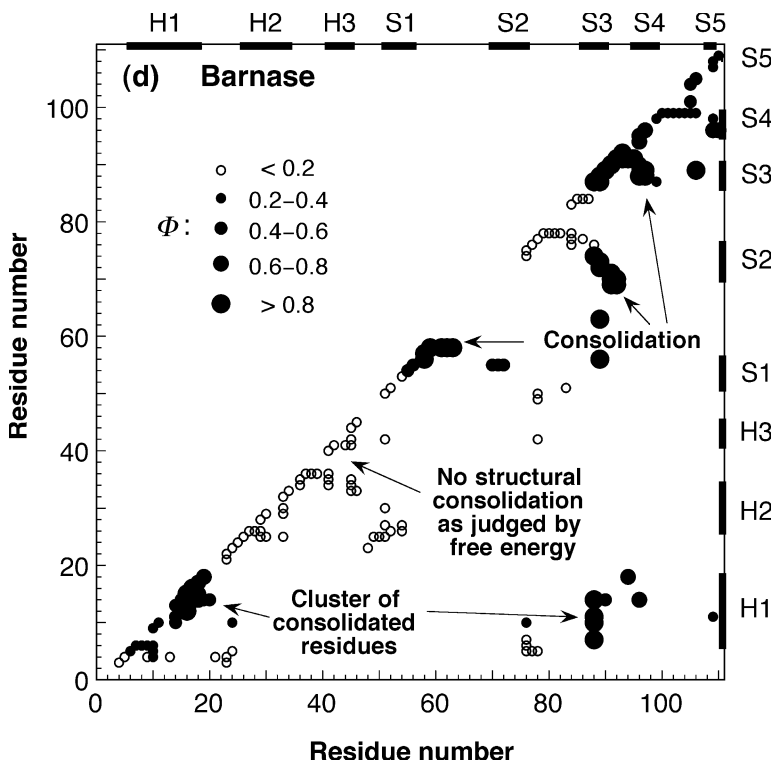 H1 H2 H3 S1 S2 S3 S4 S5
(d) Barnase
Φ:
< 0.2
0.2–0.4
0.4–0.6
0.6–0.8
> 0.8
Consolidation
No structural
consolidation
as judged by
free energy
Cluster of
consolidated
residues
100
80
60
40
20
0
Residue number
S5
S4
S3
S2
S1
H3
H2
H1
0 20 40 60 80 100
Residue number